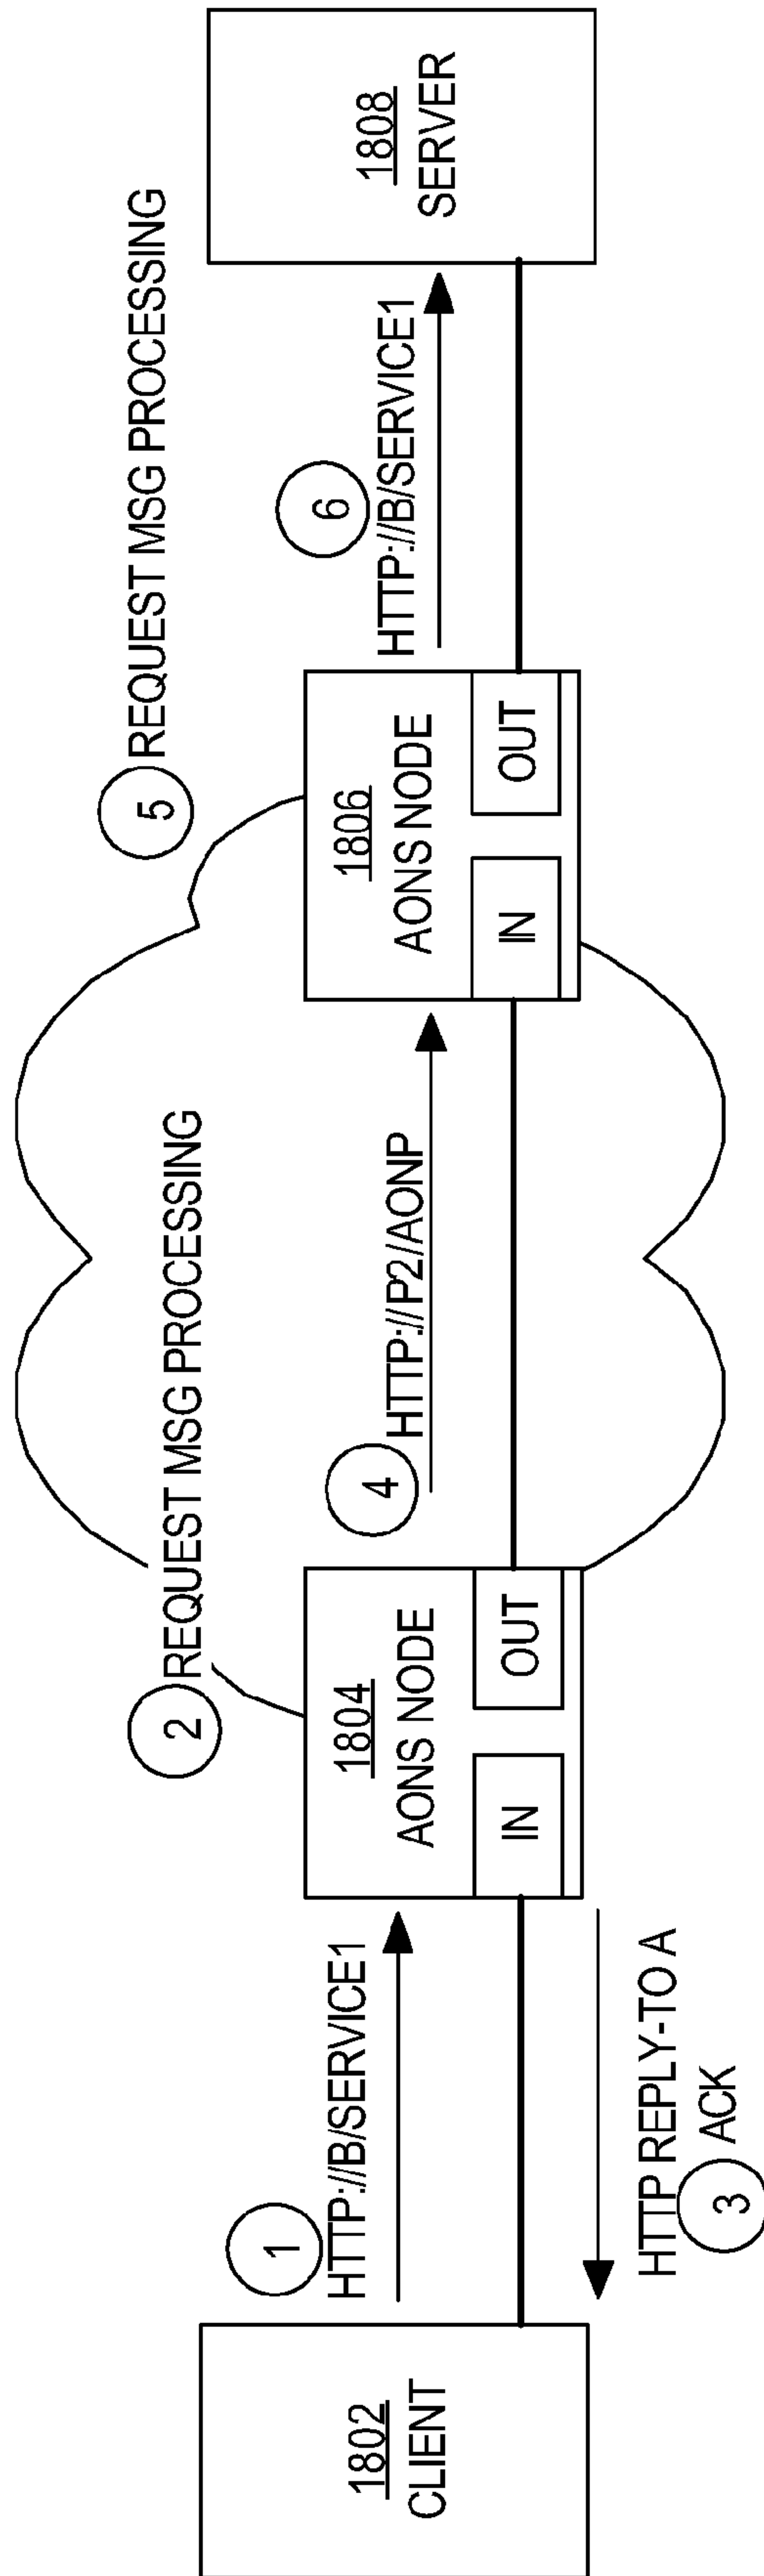 1802
CLIENT
1
HTTP://B/SERVICE1
HTTP REPLY-TO A
3
ACK
2
REQUEST MSG PROCESSING
1804
AONS NODE
IN
OUT
4
HTTP://P2/AONP
5
REQUEST MSG PROCESSING
1806
AONS NODE
IN
OUT
6
HTTP://B/SERVICE1
1808
SERVER